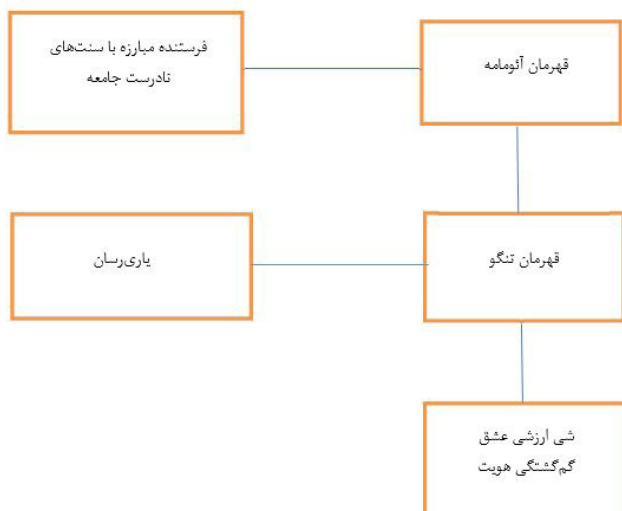 قهرمان آئومامه
فرستنده مبارزه با سنت‌های
نادرست جامعه
قهرمان تنگو
یاری‌رسان
شی ارزشی عشق
گم‌گشتگی هویت